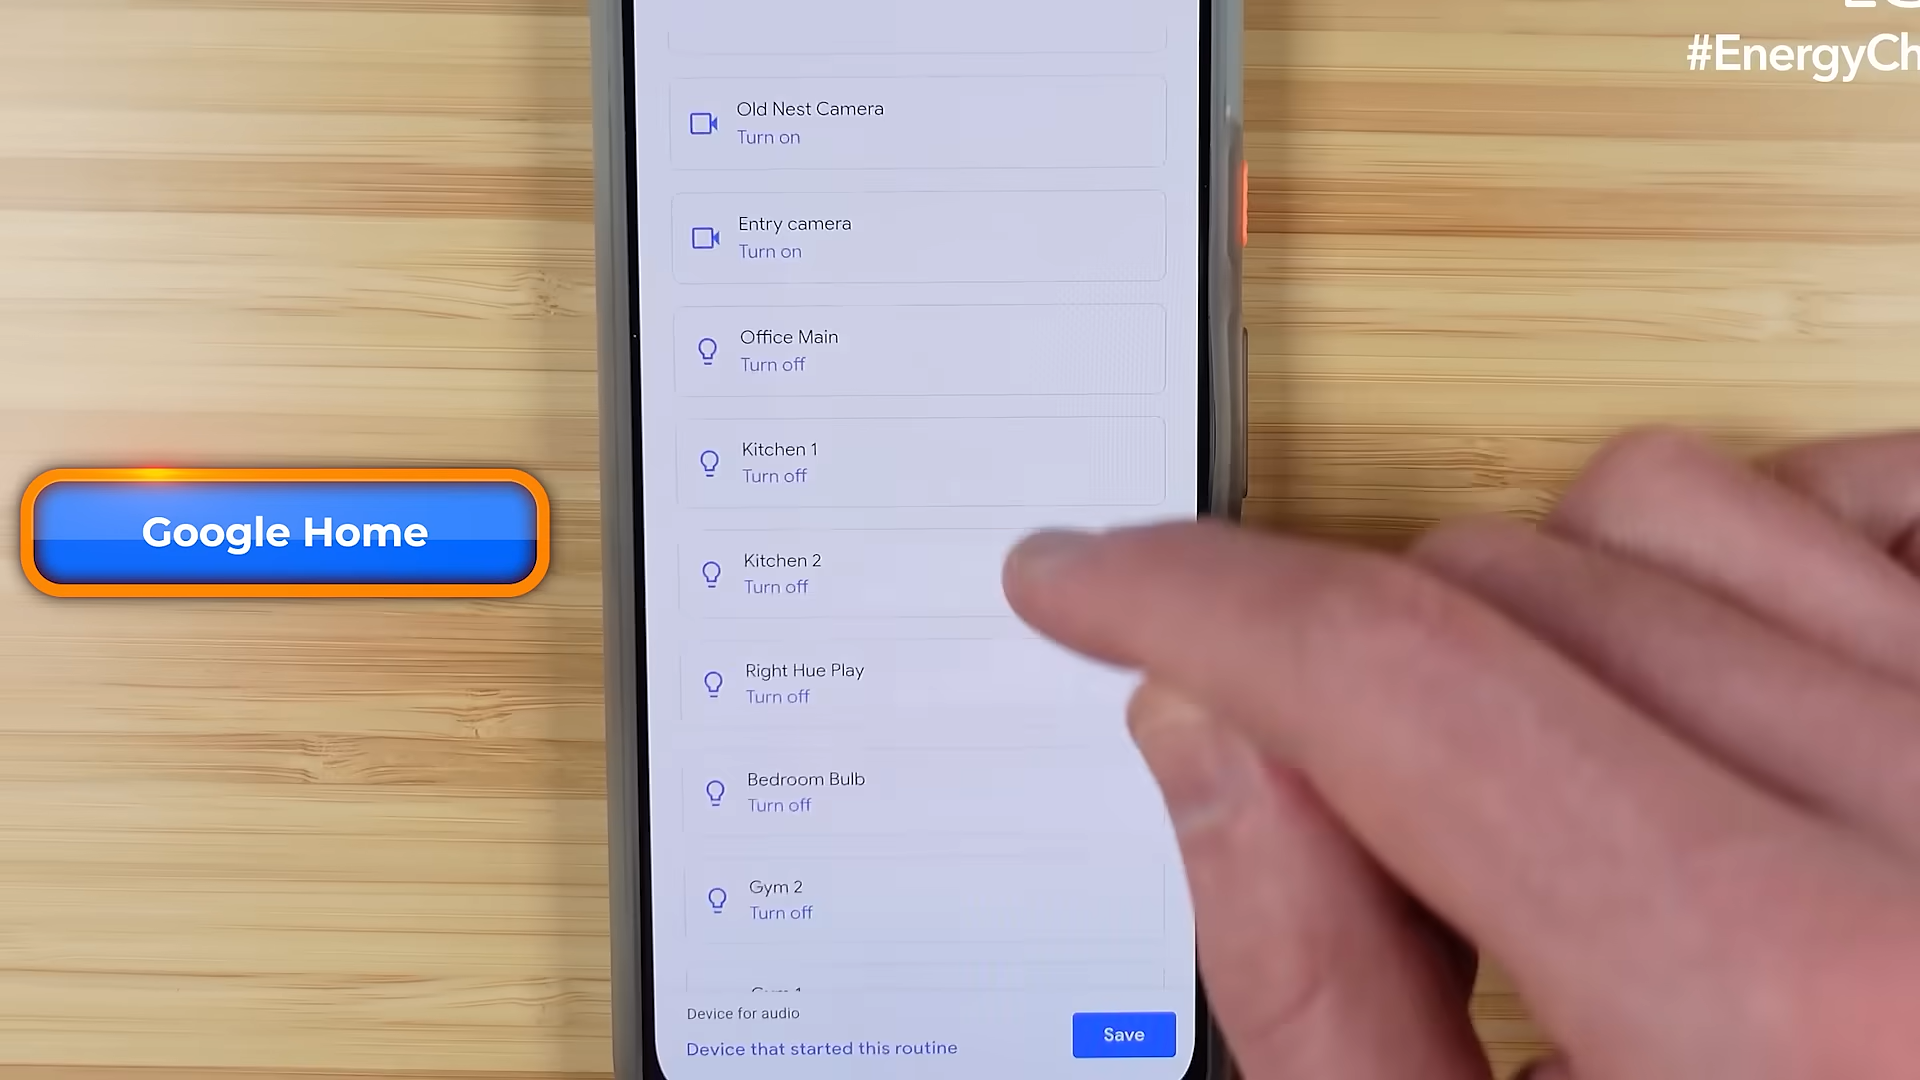 #EnergyCh
Old Nest Camera
Turn on
Entry camera
Turn on
Office Main
Turn off
Kitchen 1
Turn off
Google Home
Kitchen 2
Turn off
Right Hue Play
Turn off
Bedroom Bulb
Turn off
Gym 2
Turn off
Device for audio
Device that started this routine
Save